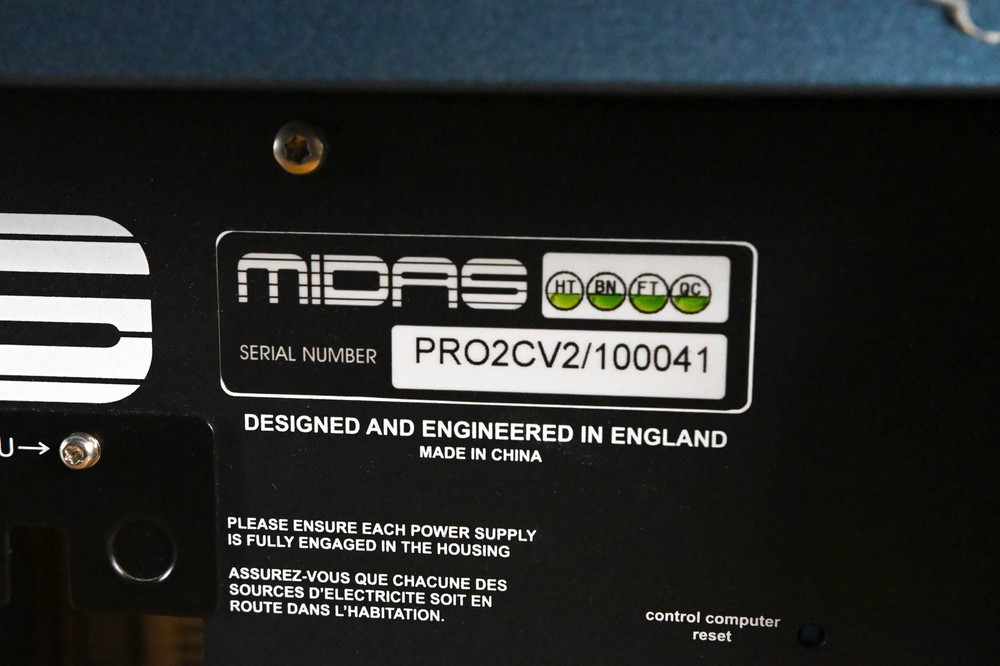 MIDAS
HT BN FT QC
SERIAL NUMBER PRO2CV2/100041
DESIGNED AND ENGINEERED IN ENGLAND
MADE IN CHINA
U→
PLEASE ENSURE EACH POWER SUPPLY
IS FULLY ENGAGED IN THE HOUSING
ASSUREZ-VOUS QUE CHACUNE DES
SOURCES D'ELECTRICITE SOIT EN
ROUTE DANS L'HABITATION.
control computer
reset